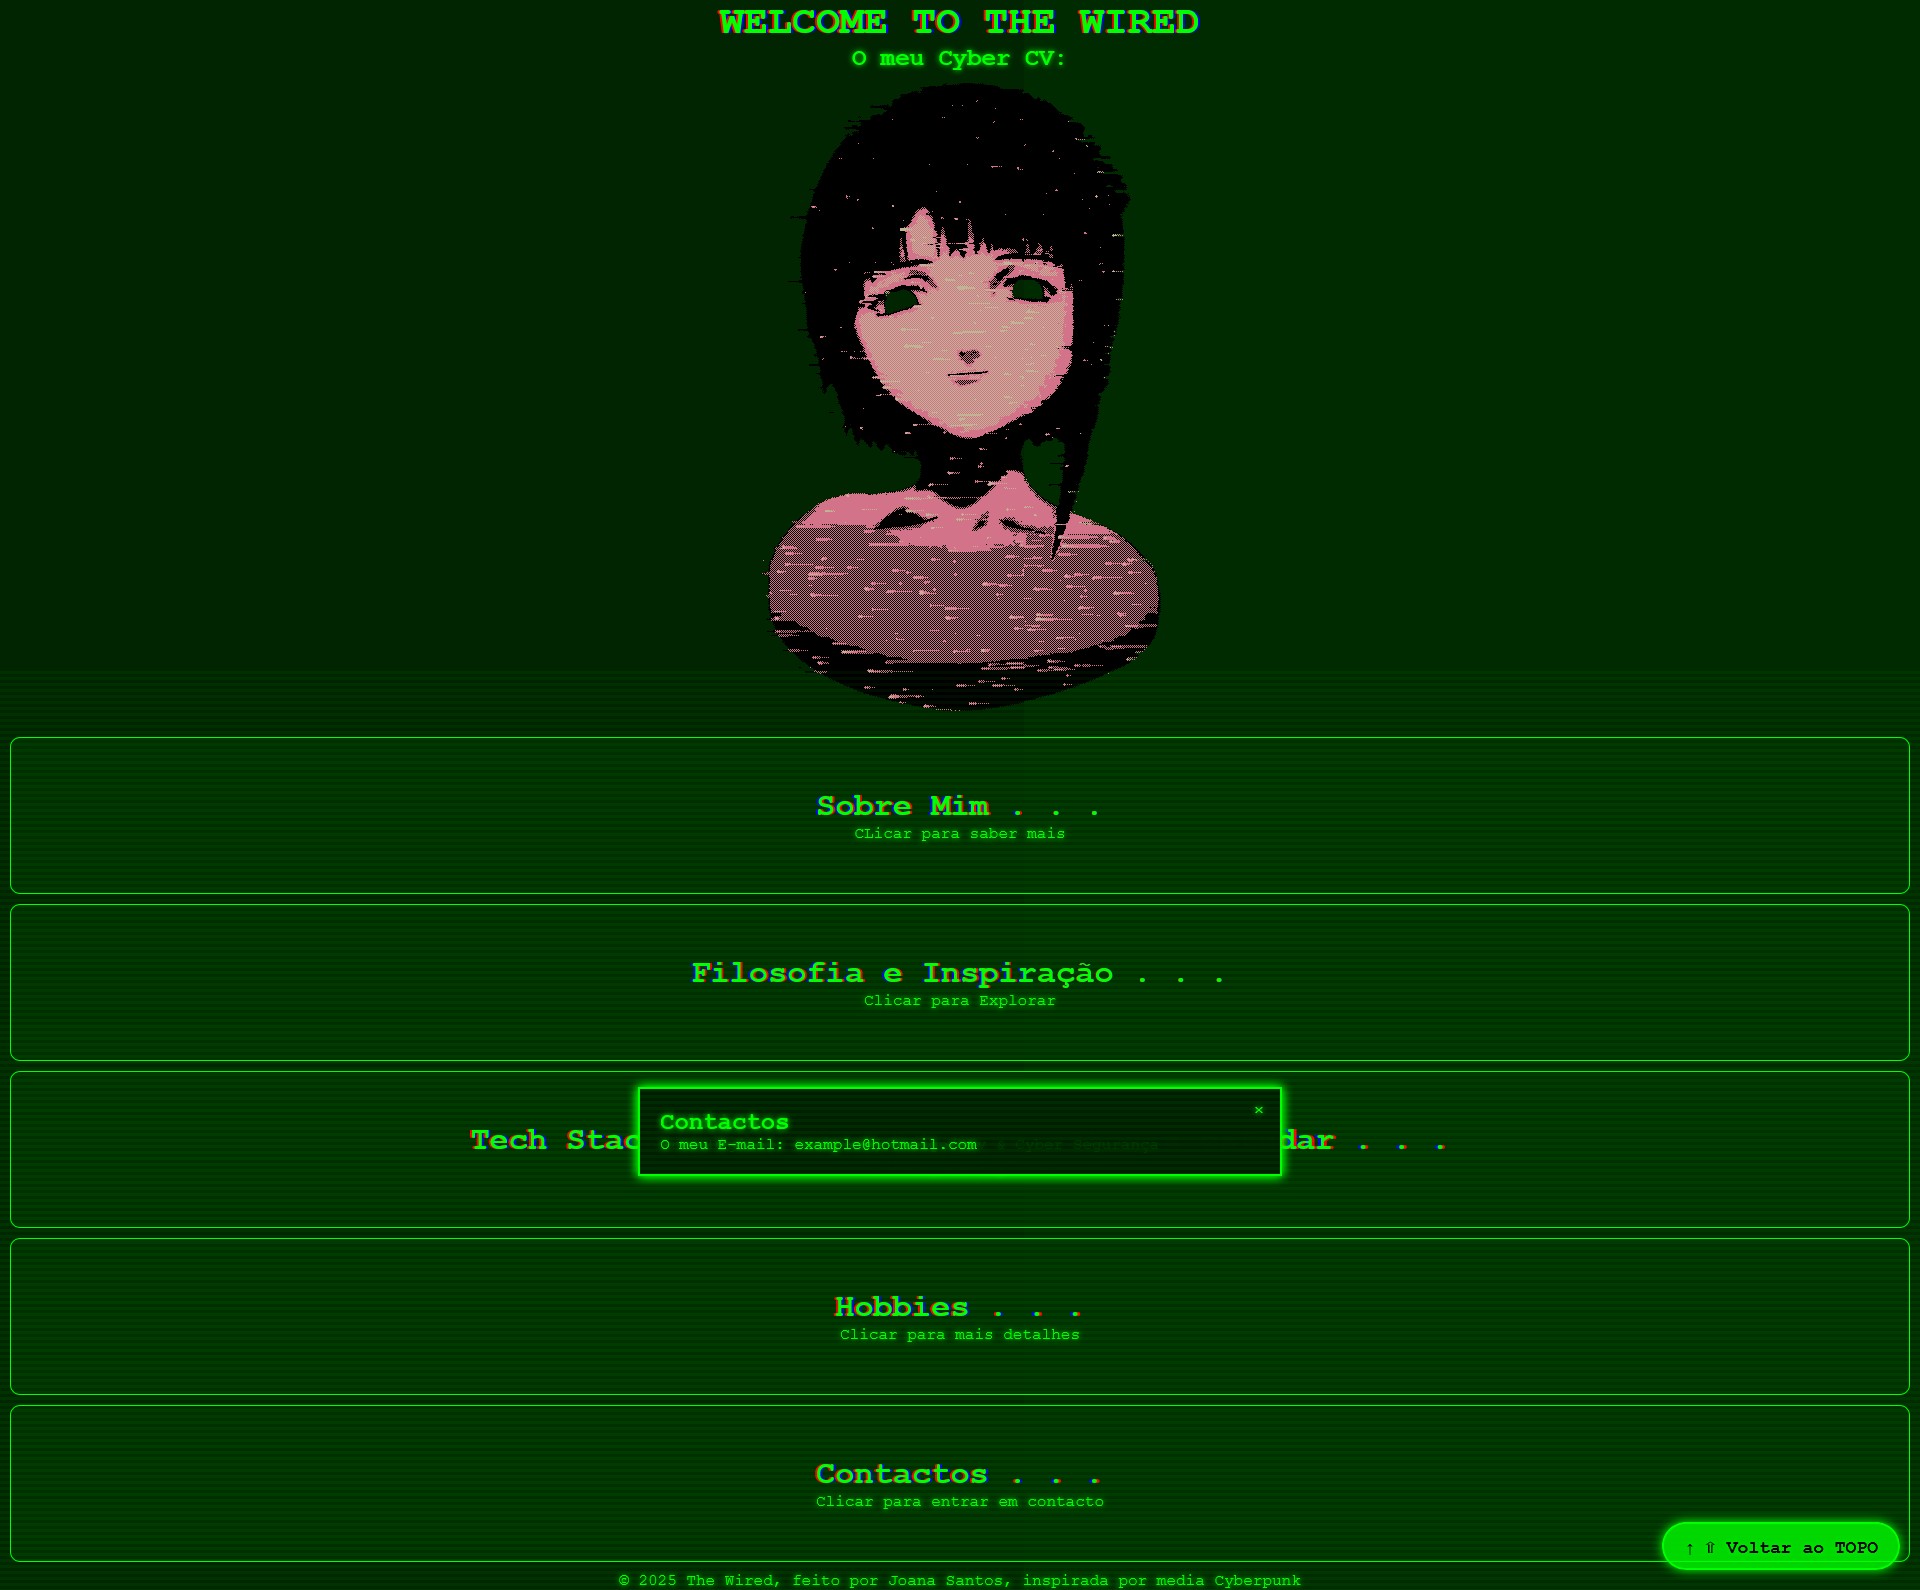 WELCOME TO THE WIRED
O meu Cyber CV:
Sobre Mim . . .
CLicar para saber mais
Filosofia e Inspiração . . .
Clicar para Explorar
Contactos
×
Tech Stac
dar . . .
O meu E-mail: example@hotmail.com
& Cyber Segurança
Hobbies . . .
Clicar para mais detalhes
Contactos . . .
Clicar para entrar em contacto
↑ ⇧ Voltar ao TOPO
© 2025 The Wired, feito por Joana Santos, inspirada por media Cyberpunk